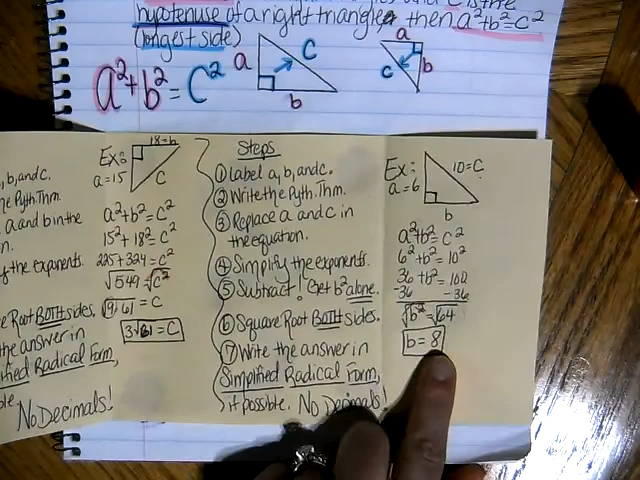 hypotenuse of a right triangle, then a²+b²=c²
(longest side)
a²+b²=c²
a
c
b
a
c
b
, b, and c.
he Pyth. Thm.
a and b in the
n.
y the exponents.
e Root BOTH sides.
the answer in
ified Radical Form,
ble. No Decimals!
Ex:
18=b
a=15
c
a²+b²=c²
15²+18²=c²
225+324=c²
√549=√c²
√9√61=c
3√61=c
Steps
① Label a, b, and c.
② Write the Pyth. Thm.
③ Replace a and c in
the equation.
④ Simplify the exponents.
⑤ Subtract! Get b² alone.
⑥ Square Root BOTH sides.
⑦ Write the answer in
Simplified Radical Form,
if possible. No Decimals!
Ex:
10=c
a=6
b
a²+b²=c²
6²+b²=10²
36+b²=100
-36 -36
√b²=√64
b=8